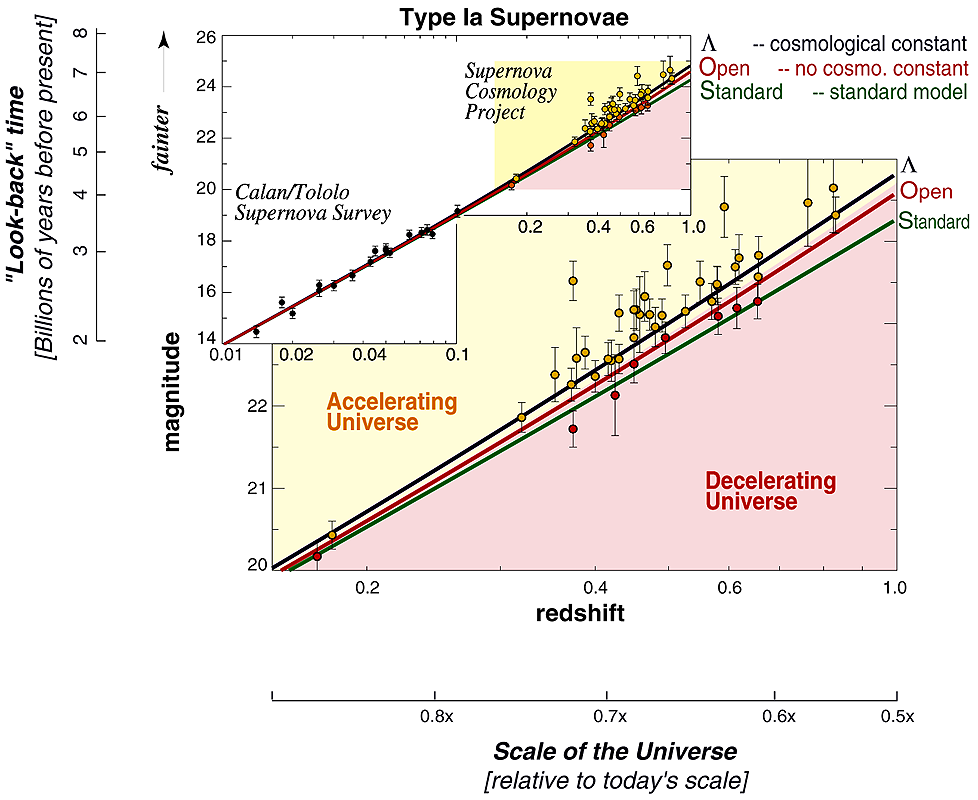 Type Ia Supernovae
"Look-back" time
[Billions of years before present]
8
7
6
5
4
3
2
fainter
magnitude
26
24
22
20
18
16
14
Supernova
Cosmology
Project
Calan/Tololo
Supernova Survey
0.2
0.4
0.6
1.0
0.01
0.02
0.04
0.1
Λ -- cosmological constant
Open -- no cosmo. constant
Standard -- standard model
Λ
Open
Standard
Accelerating
Universe
Decelerating
Universe
22
21
20
0.2
0.4
0.6
1.0
redshift
0.8x
0.7x
0.6x
0.5x
Scale of the Universe
[relative to today's scale]